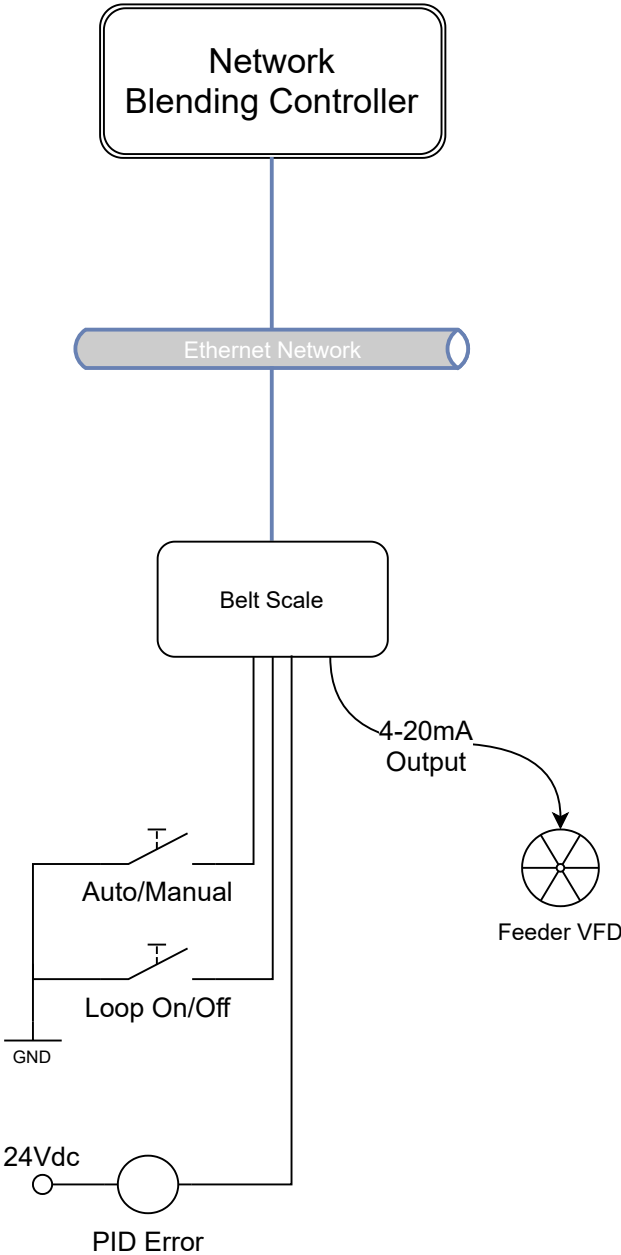 Network
Blending Controller
Ethernet Network
Belt Scale
4-20mA
Output
Auto/Manual
Feeder VFD
Loop On/Off
GND
24Vdc
PID Error